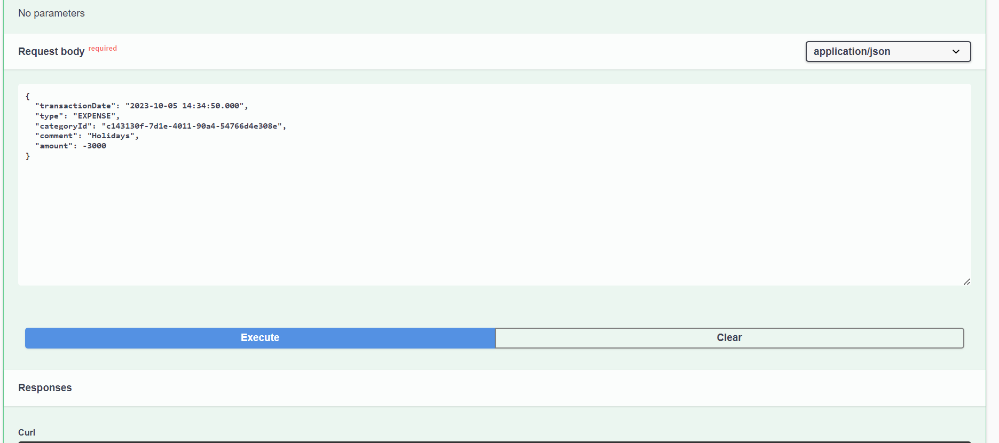 No parameters
Request body required
application/json
{
  "transactionDate": "2023-10-05 14:34:50.000",
  "type": "EXPENSE",
  "categoryId": "c143130f-7d1e-4011-90a4-54766d4e308e",
  "comment": "Holidays",
  "amount": -3000
}
Execute
Clear
Responses
Curl